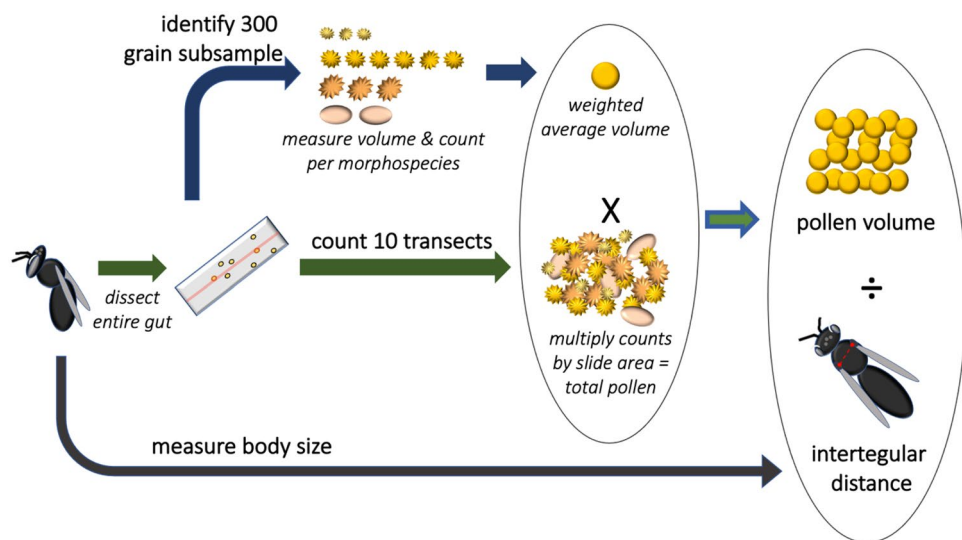 identify 300
grain subsample
measure volume & count
per morphospecies
weighted
average volume
X
count 10 transects
dissect
entire gut
multiply counts
by slide area =
total pollen
pollen volume
÷
measure body size
intertegular
distance